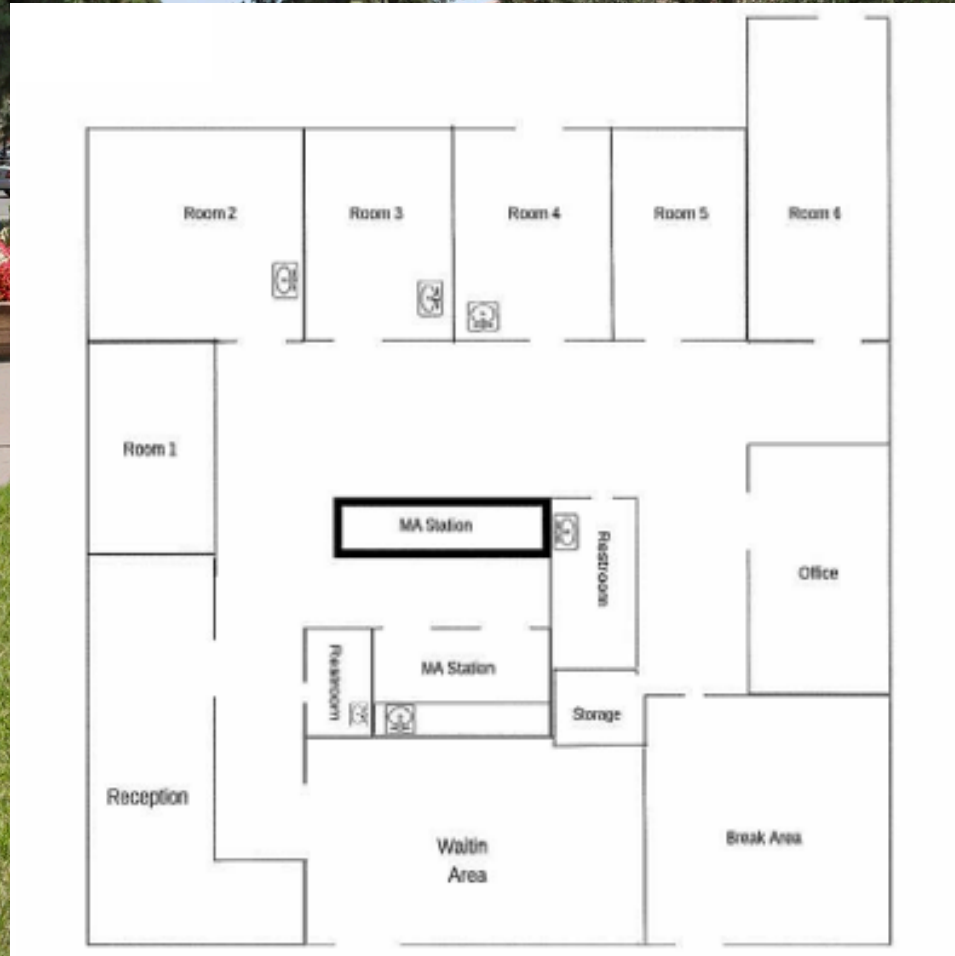 Room 2
Room 3
Room 4
Room 5
Room 6
Room 1
MA Station
Restroom
Office
Restroom
MA Station
Storage
Reception
Waitin
Area
Break Area